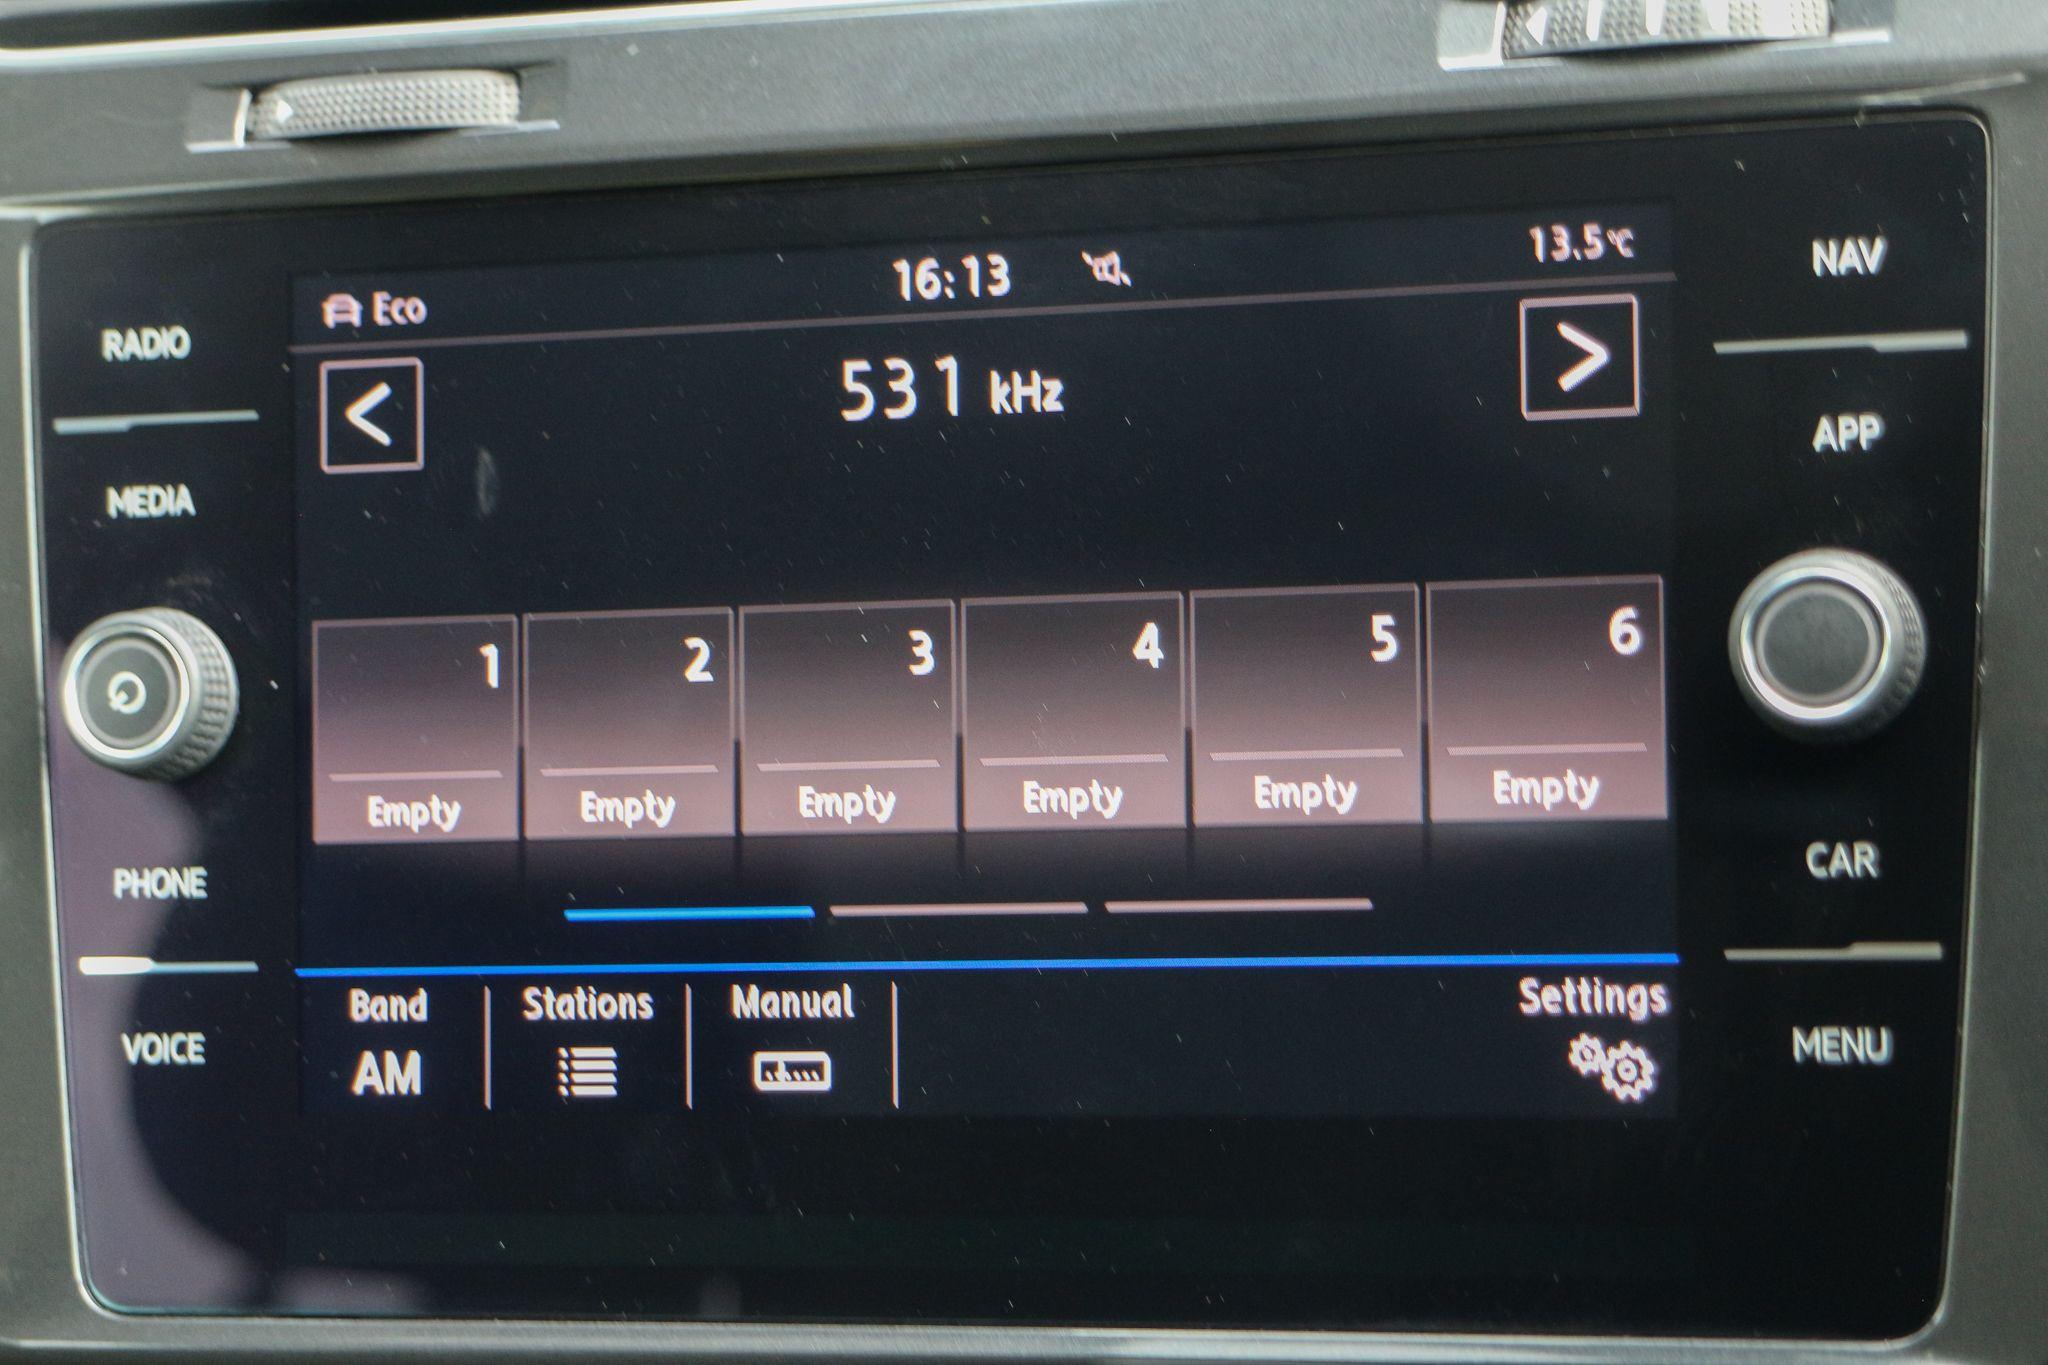 Eco 16:13 13.5°C
531 kHz
RADIO
MEDIA
PHONE
VOICE
1 2 3 4 5 6
Empty Empty Empty Empty Empty Empty
Band Stations Manual Settings
AM
NAV
APP
CAR
MENU